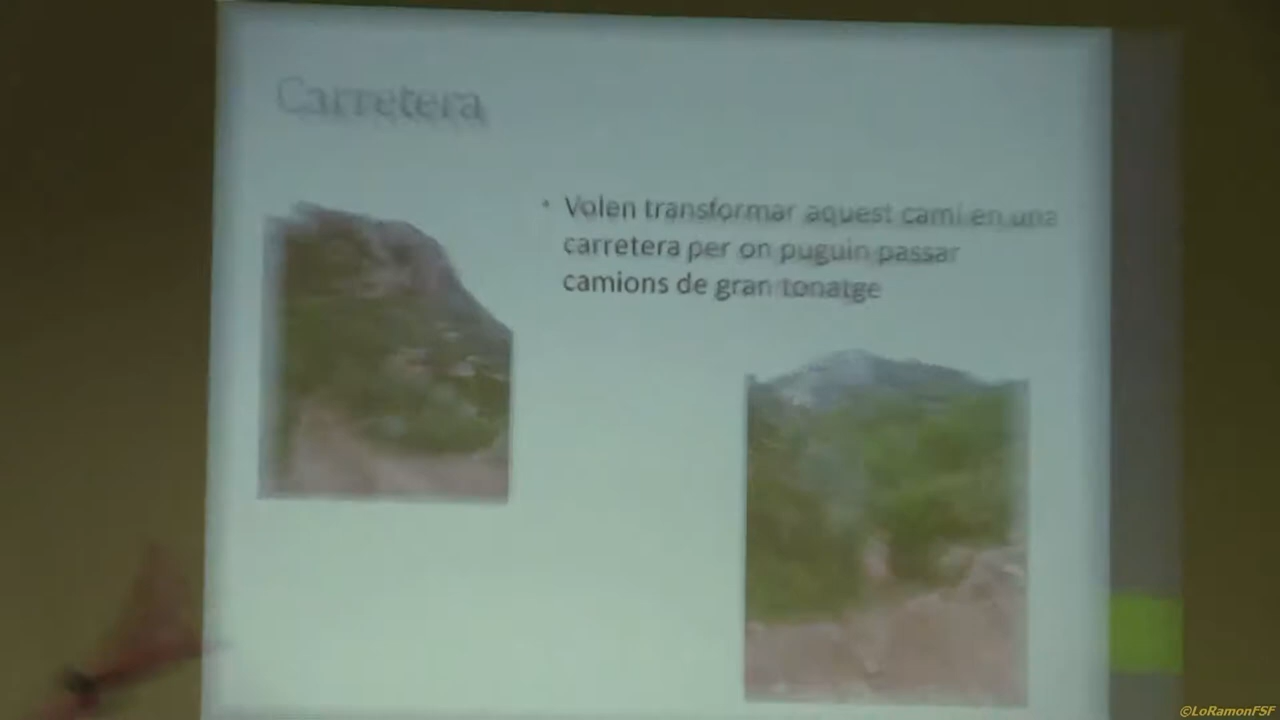 Carretera
• Volen transformar aquest camí en una
carretera per on puguin passar
camions de gran tonatge
©LoRamonFSF